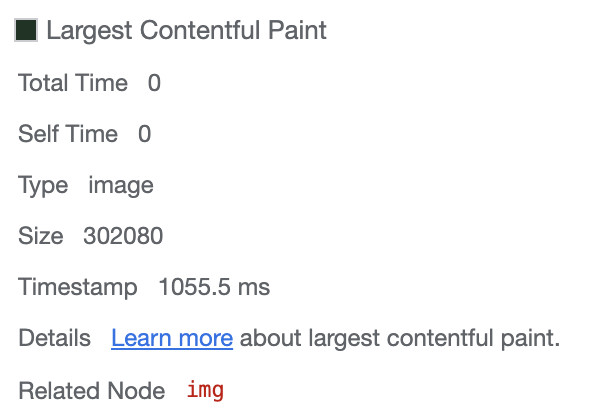 Largest Contentful Paint
Total Time 0
Self Time 0
Type image
Size 302080
Timestamp 1055.5 ms
Details Learn more about largest contentful paint.
Related Node img